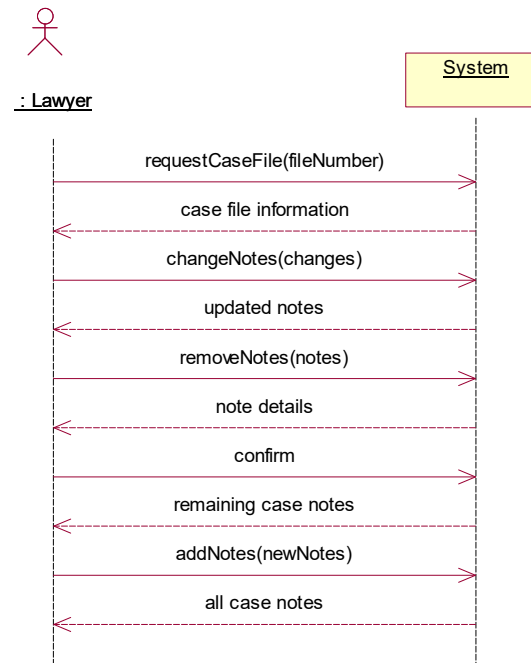 System
: Lawyer
requestCaseFile(fileNumber)
case file information
changeNotes(changes)
updated notes
removeNotes(notes)
note details
confirm
remaining case notes
addNotes(newNotes)
all case notes